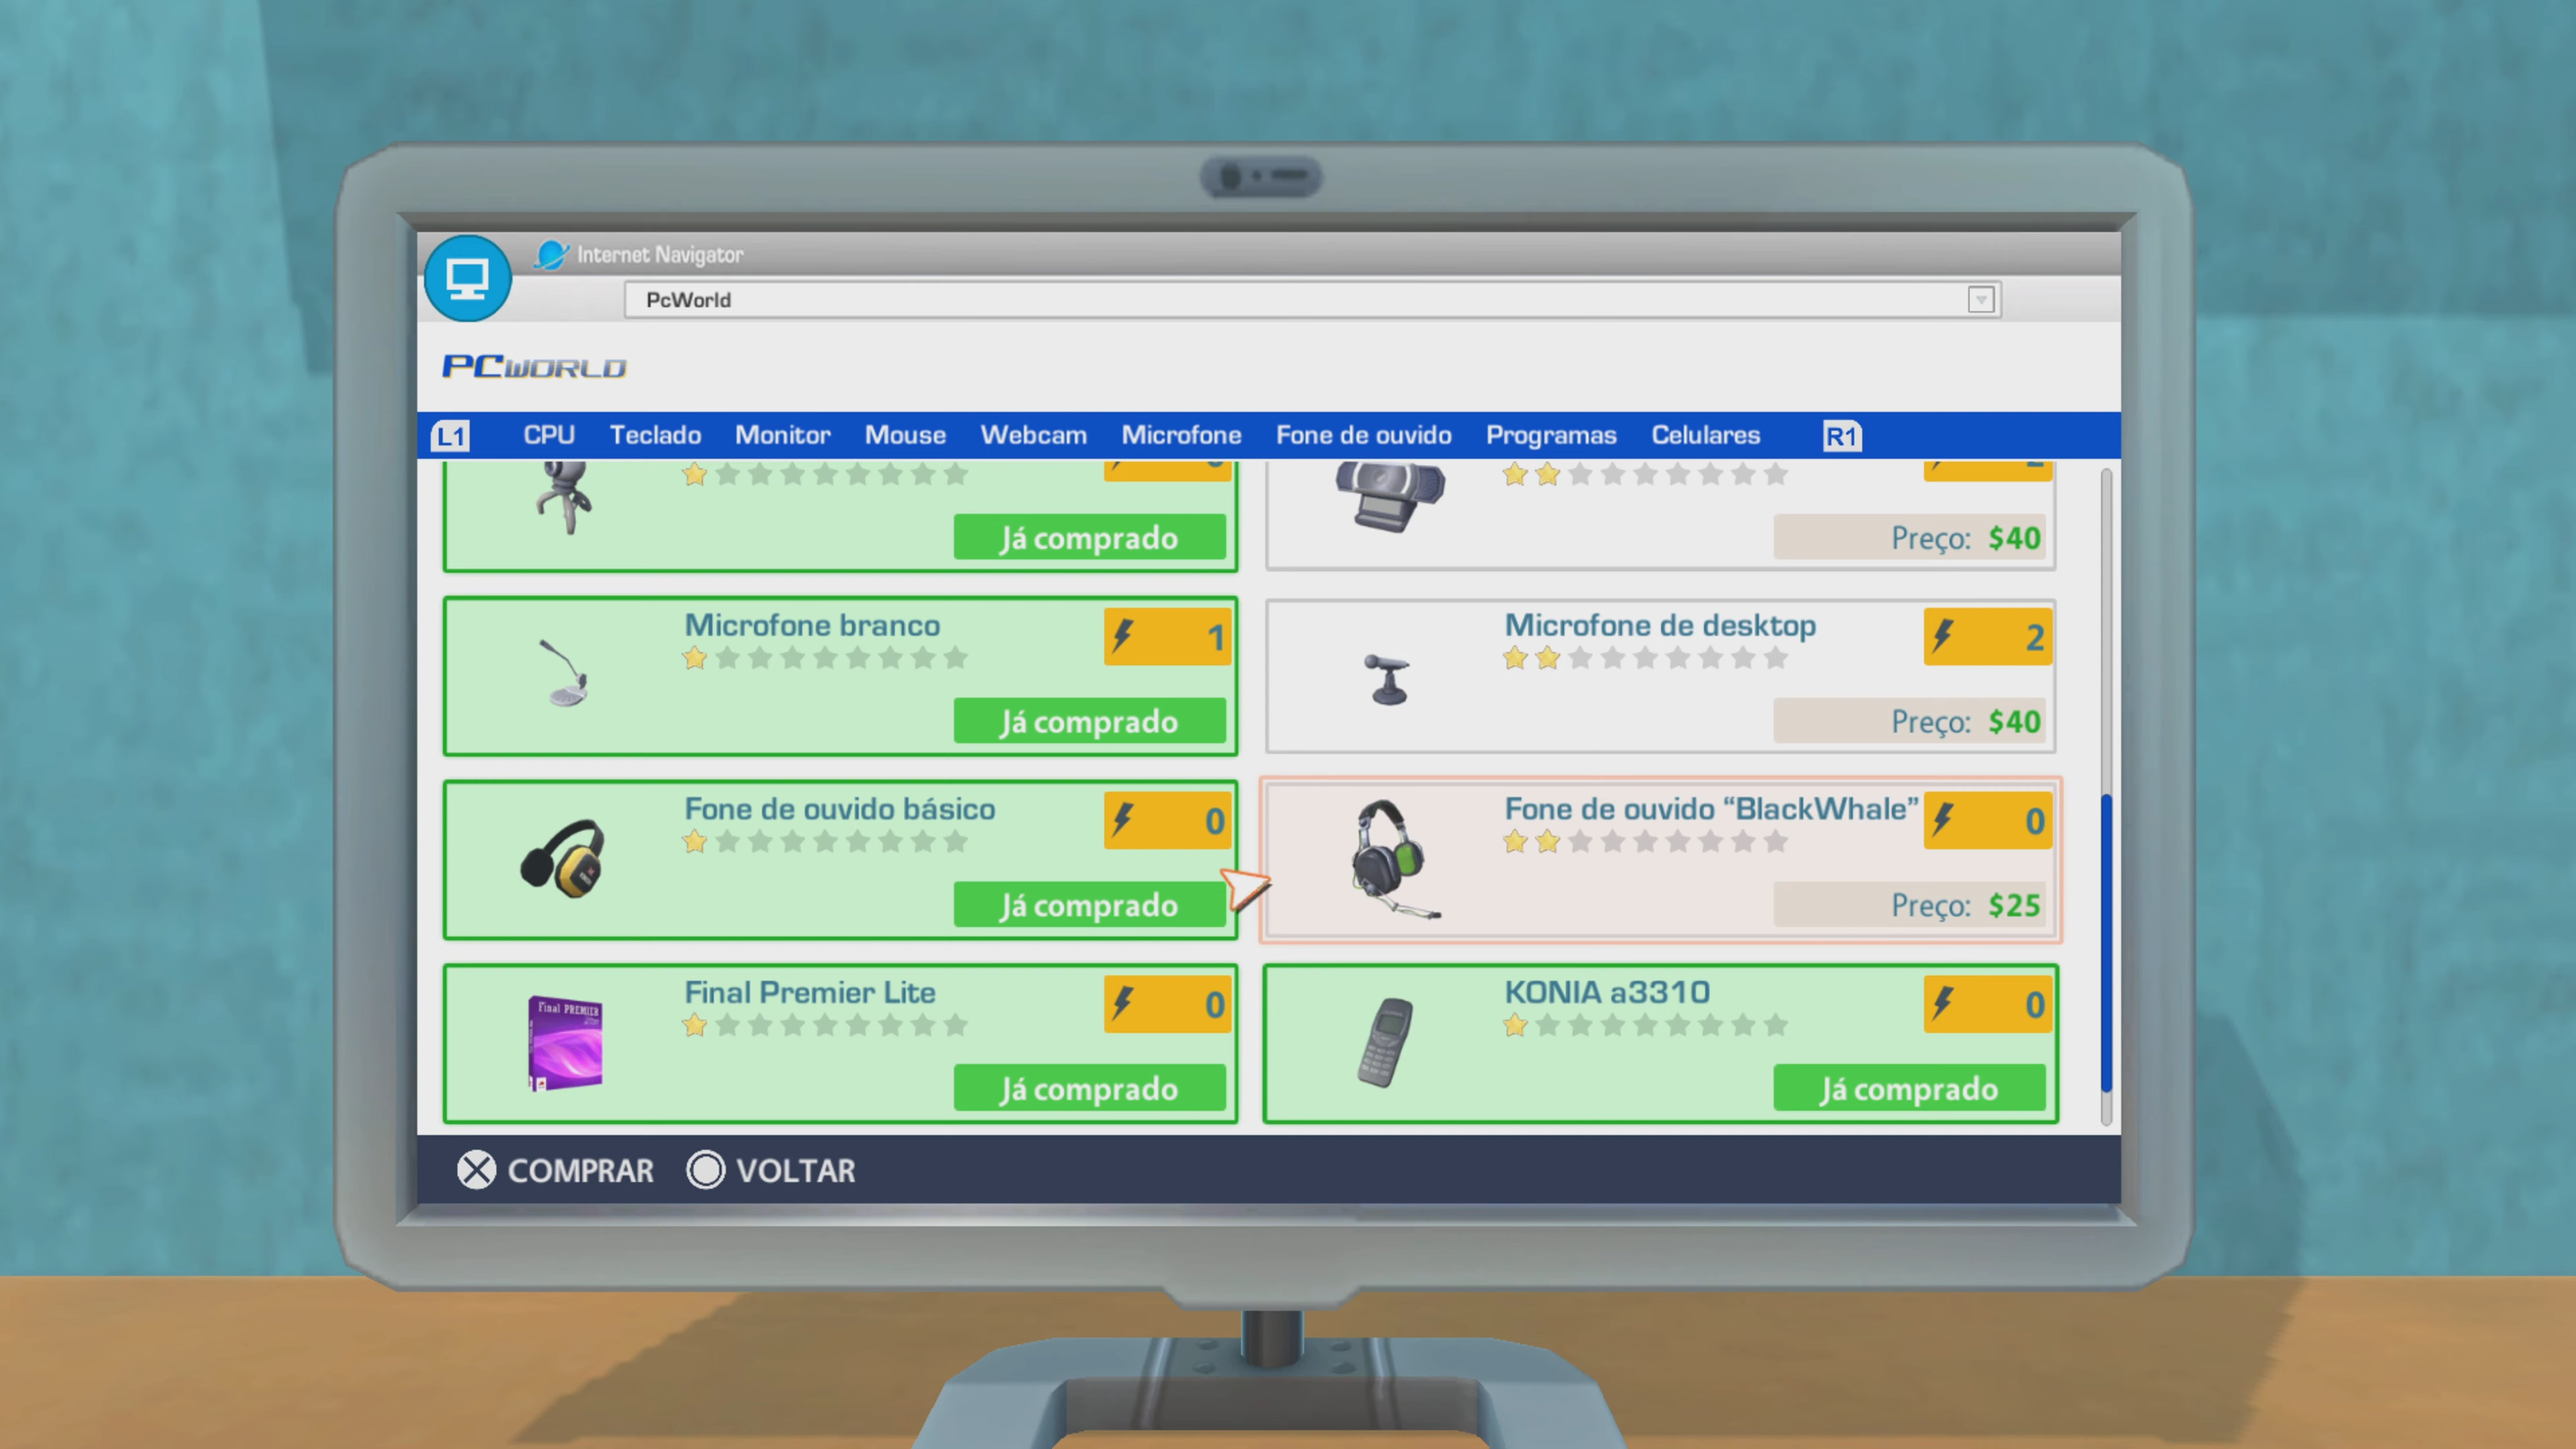 Internet Navigator
PcWorld
PCWORLD
L1 CPU Teclado Monitor Mouse Webcam Microfone Fone de ouvido Programas Celulares R1
Já comprado
Preço: $40
Microfone branco 1
Já comprado
Microfone de desktop 2
Preço: $40
Fone de ouvido básico 0
Já comprado
Fone de ouvido “BlackWhale” 0
Preço: $25
Final PREMIER
Final Premier Lite 0
Já comprado
KONIA a3310 0
Já comprado
COMPRAR VOLTAR